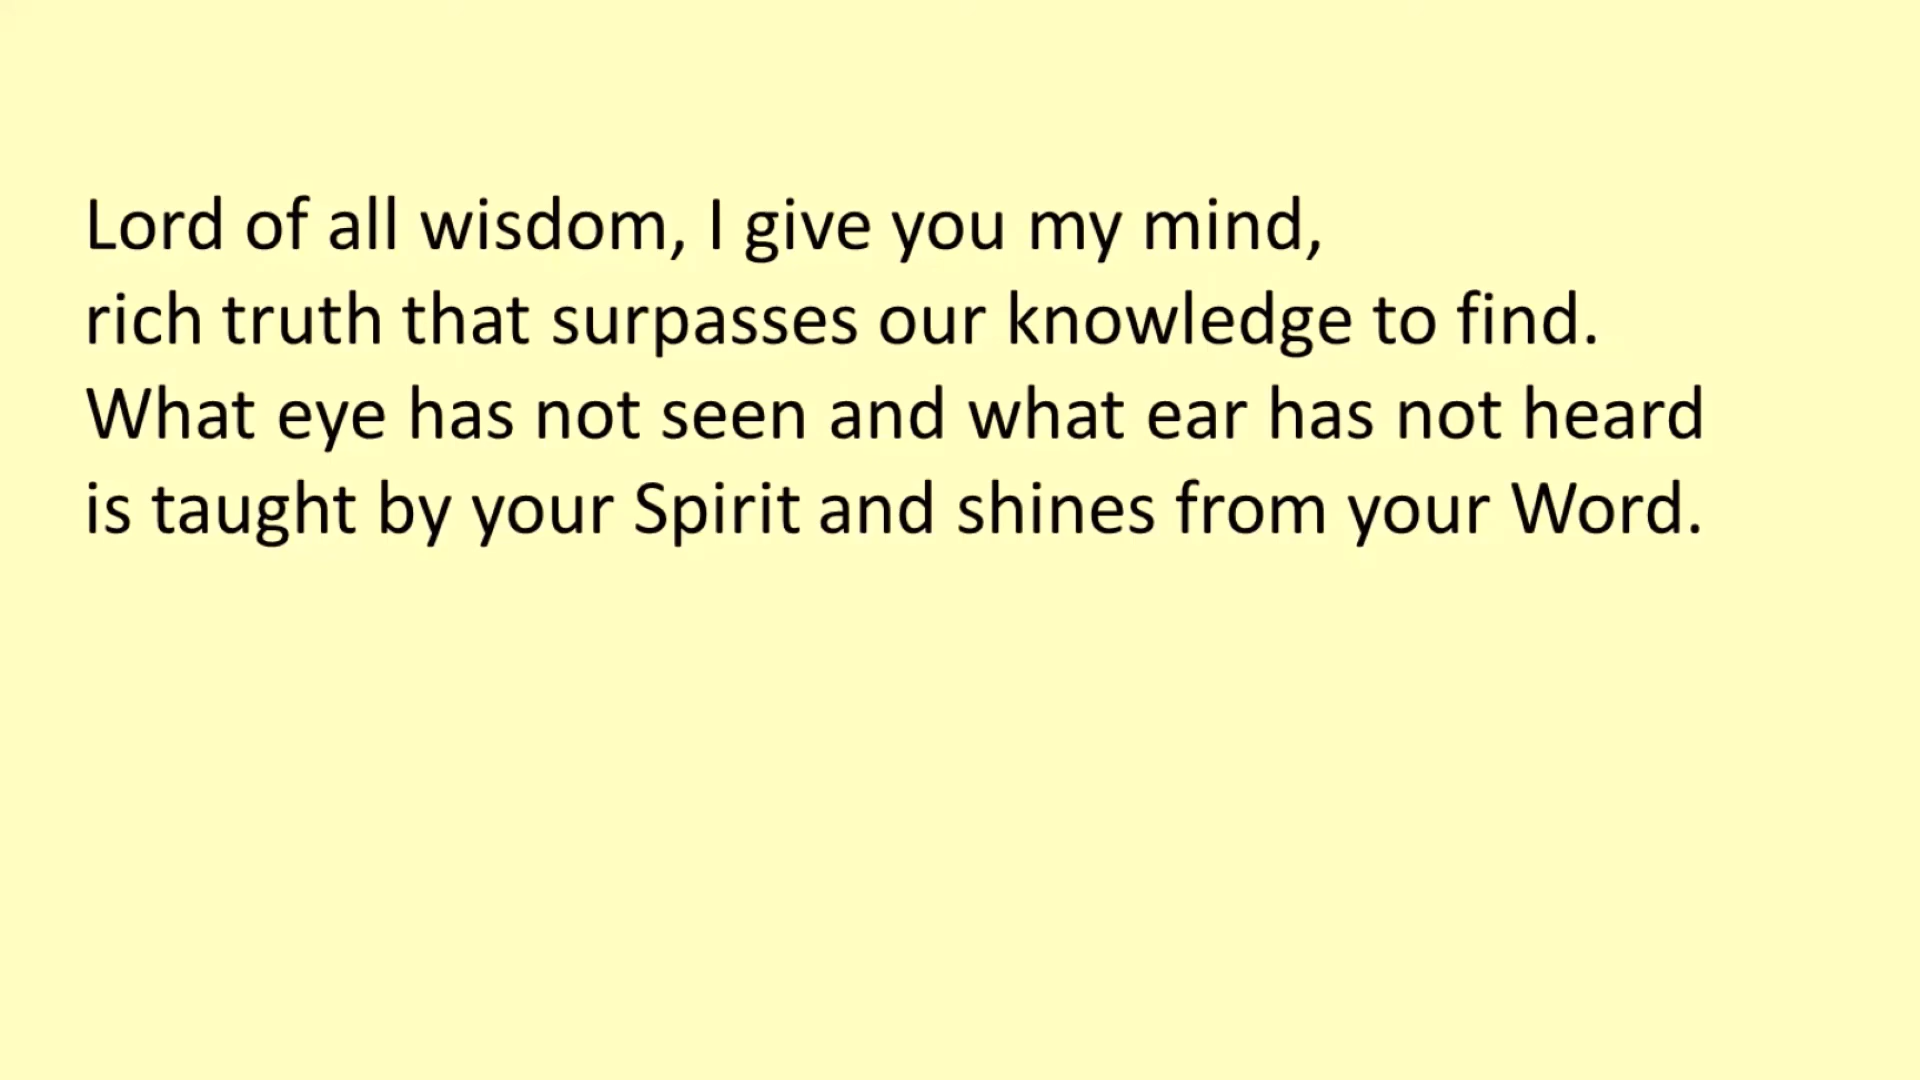 Lord of all wisdom, I give you my mind,
rich truth that surpasses our knowledge to find.
What eye has not seen and what ear has not heard
is taught by your Spirit and shines from your Word.